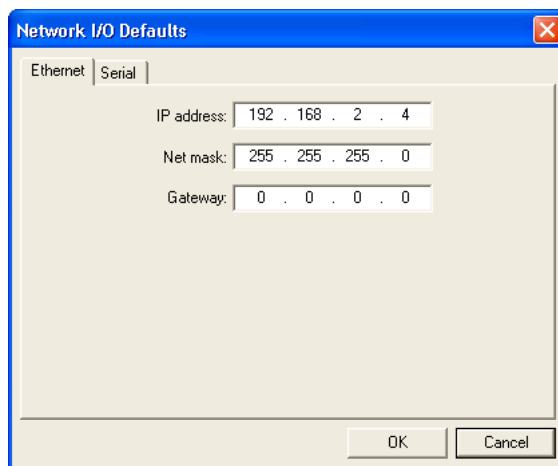 Network I/O Defaults
Ethernet Serial
IP address: 192 . 168 . 2 . 4
Net mask: 255 . 255 . 255 . 0
Gateway: 0 . 0 . 0 . 0
OK Cancel